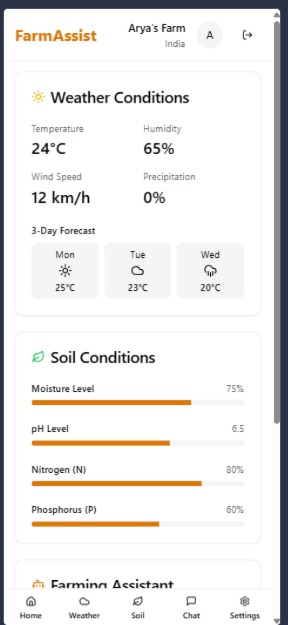 FarmAssist
Arya's Farm
India
A
Weather Conditions
Temperature
Humidity
24°C
65%
Wind Speed
Precipitation
12 km/h
0%
3-Day Forecast
Mon
Tue
Wed
25°C
23°C
20°C
Soil Conditions
Moisture Level 75%
pH Level 6.5
Nitrogen (N) 80%
Phosphorus (P) 60%
Farming Assistant
Home
Weather
Soil
Chat
Settings